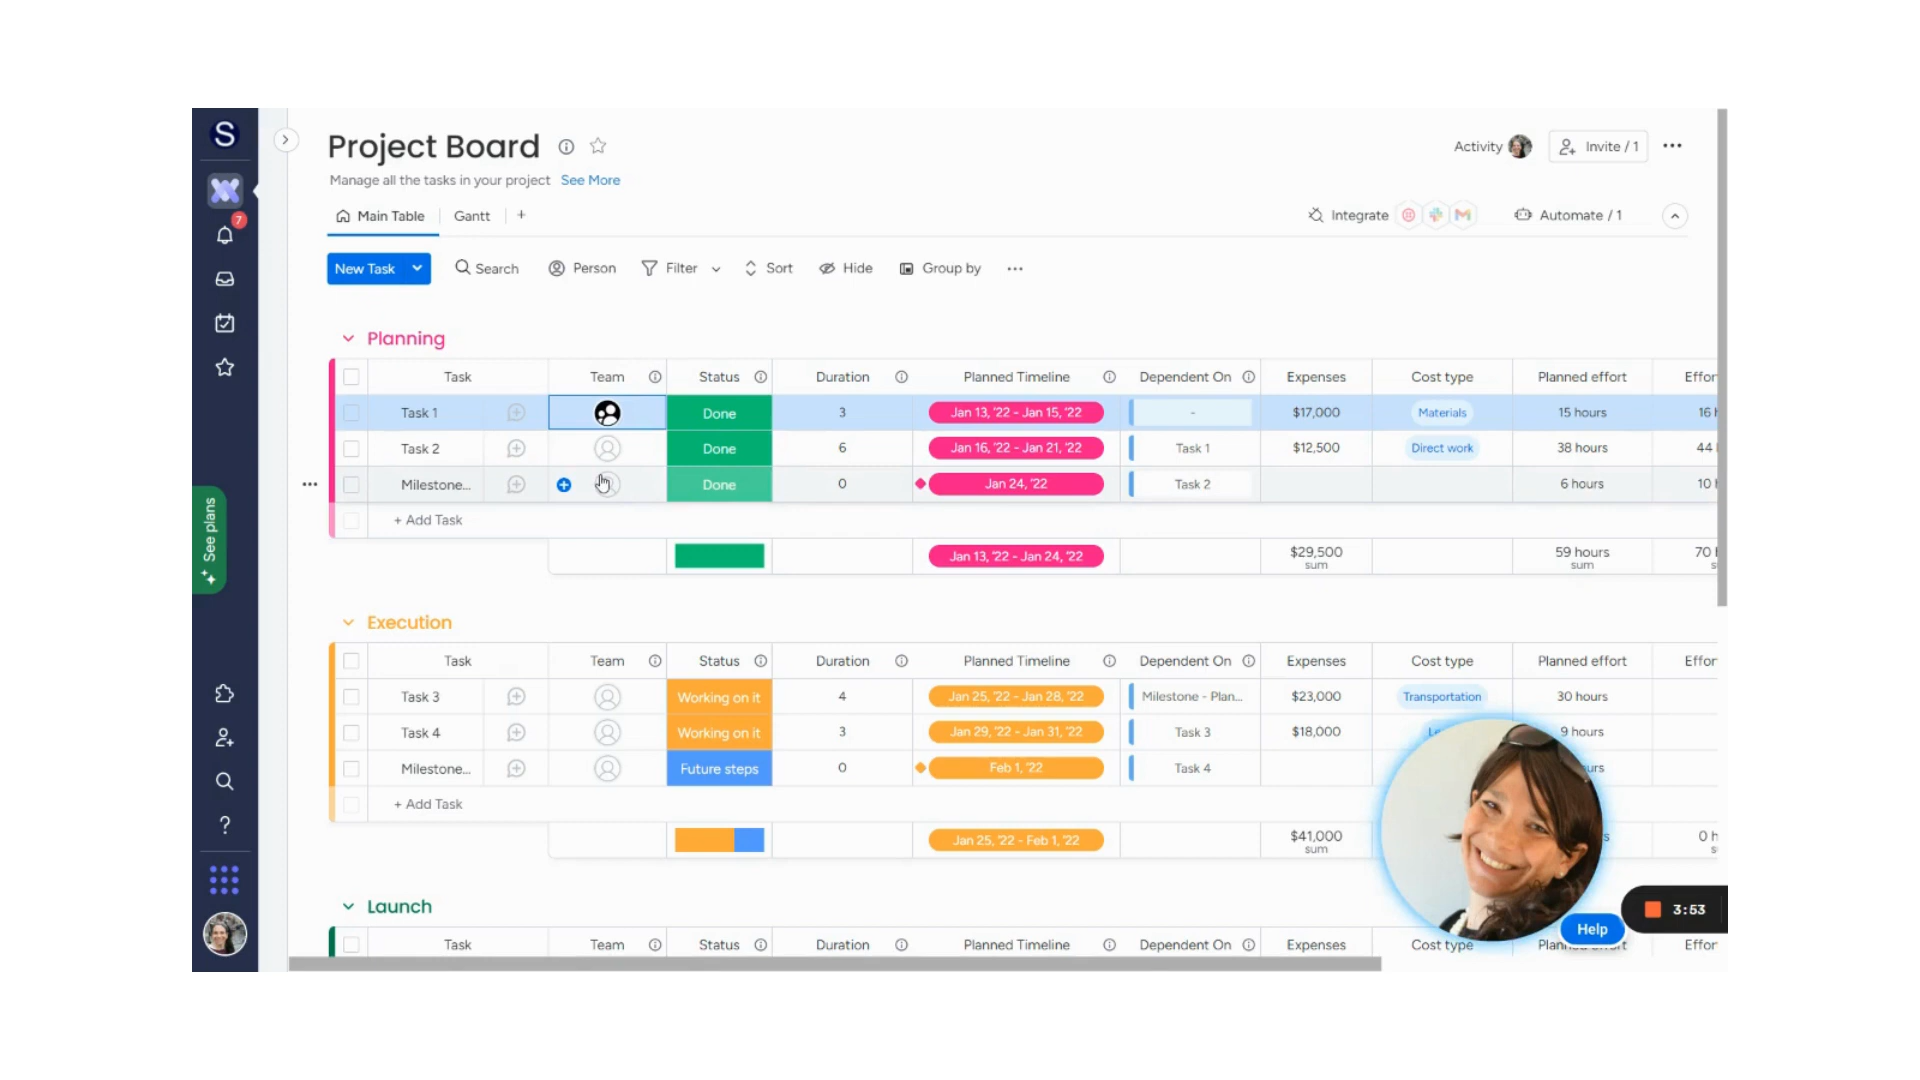 S
Project Board
Activity
Invite / 1
Manage all the tasks in your project See More
7
Main Table
Gantt
+
Integrate
Automate / 1
New Task
Search
Person
Filter
Sort
Hide
Group by
Planning
Task Team Status Duration Planned Timeline Dependent On Expenses Cost type Planned effort
Task 1 Done 3 Jan 13, '22 - Jan 15, '22 - $17,000 Materials 15 hours 16
Task 2 Done 6 Jan 16, '22 - Jan 21, '22 Task 1 $12,500 Direct work 38 hours 44
Milestone... Done 0 Jan 24, '22 Task 2 6 hours 10
+ Add Task
Jan 13, '22 - Jan 24, '22 $29,500 sum 59 hours sum 70
See plans
Execution
Task Team Status Duration Planned Timeline Dependent On Expenses Cost type Planned effort
Task 3 Working on it 4 Jan 25, '22 - Jan 28, '22 Milestone - Plan... $23,000 Transportation 30 hours
Task 4 Working on it 3 Jan 29, '22 - Jan 31, '22 Task 3 $18,000 9 hours
Milestone... Future steps 0 Feb 1, '22 Task 4
+ Add Task
Jan 25, '22 - Feb 1, '22 $41,000 sum 0
?
Launch
3:53
Help
Task Team Status Duration Planned Timeline Dependent On Expenses Cost type